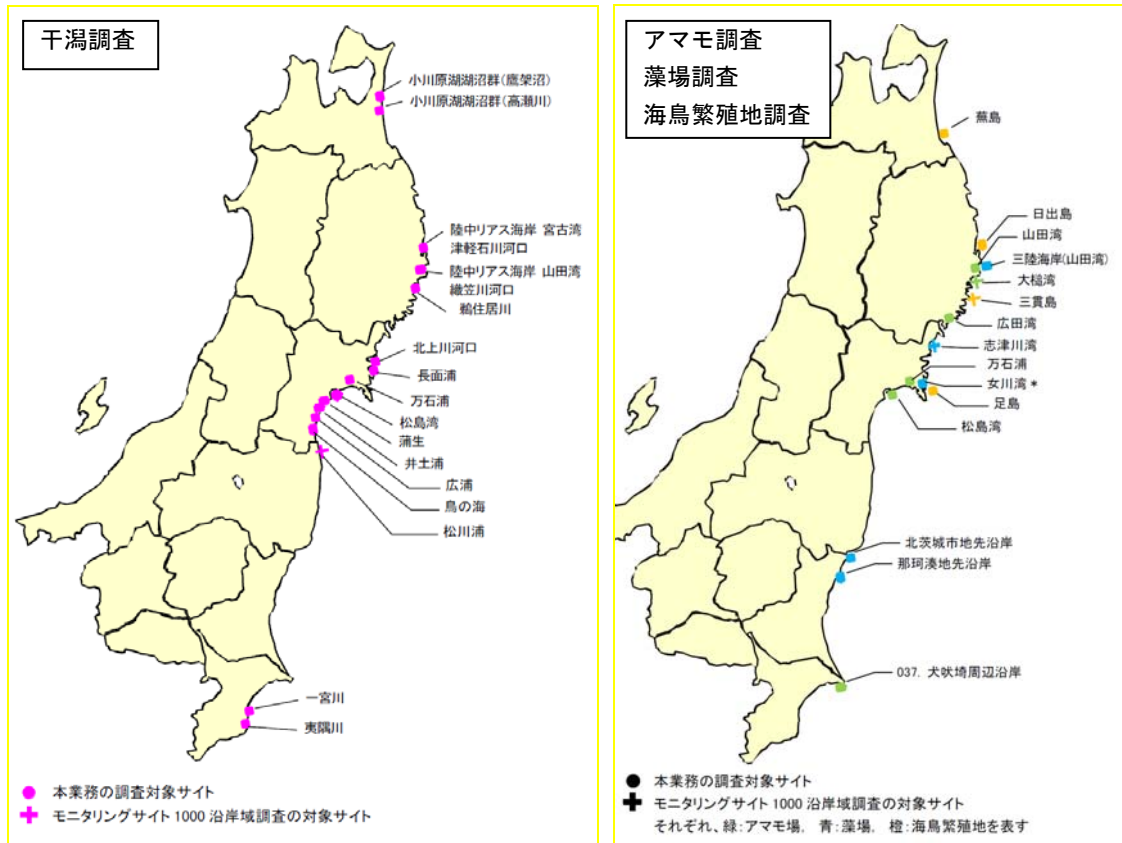 干潟調査
小川原湖湖沼群(鷹架沼)
小川原湖湖沼群(高瀬川)
陸中リアス海岸 宮古湾
津軽石川河口
陸中リアス海岸 山田湾
織笠川河口
鵜住居川
北上川河口
長面浦
万石浦
松島湾
蒲生
井土浦
広浦
鳥の海
松川浦
一宮川
夷隅川
本業務の調査対象サイト
モニタリングサイト1000 沿岸域調査の対象サイト
アマモ調査
藻場調査
海鳥繁殖地調査
蕪島
日出島
山田湾
三陸海岸(山田湾)
大槌湾
三貫島
広田湾
志津川湾
万石浦
女川湾*
足島
松島湾
北茨城市地先沿岸
那珂湊地先沿岸
037. 犬吠埼周辺沿岸
本業務の調査対象サイト
モニタリングサイト1000 沿岸域調査の対象サイト
それぞれ、緑:アマモ場, 青:藻場, 橙:海鳥繁殖地を表す